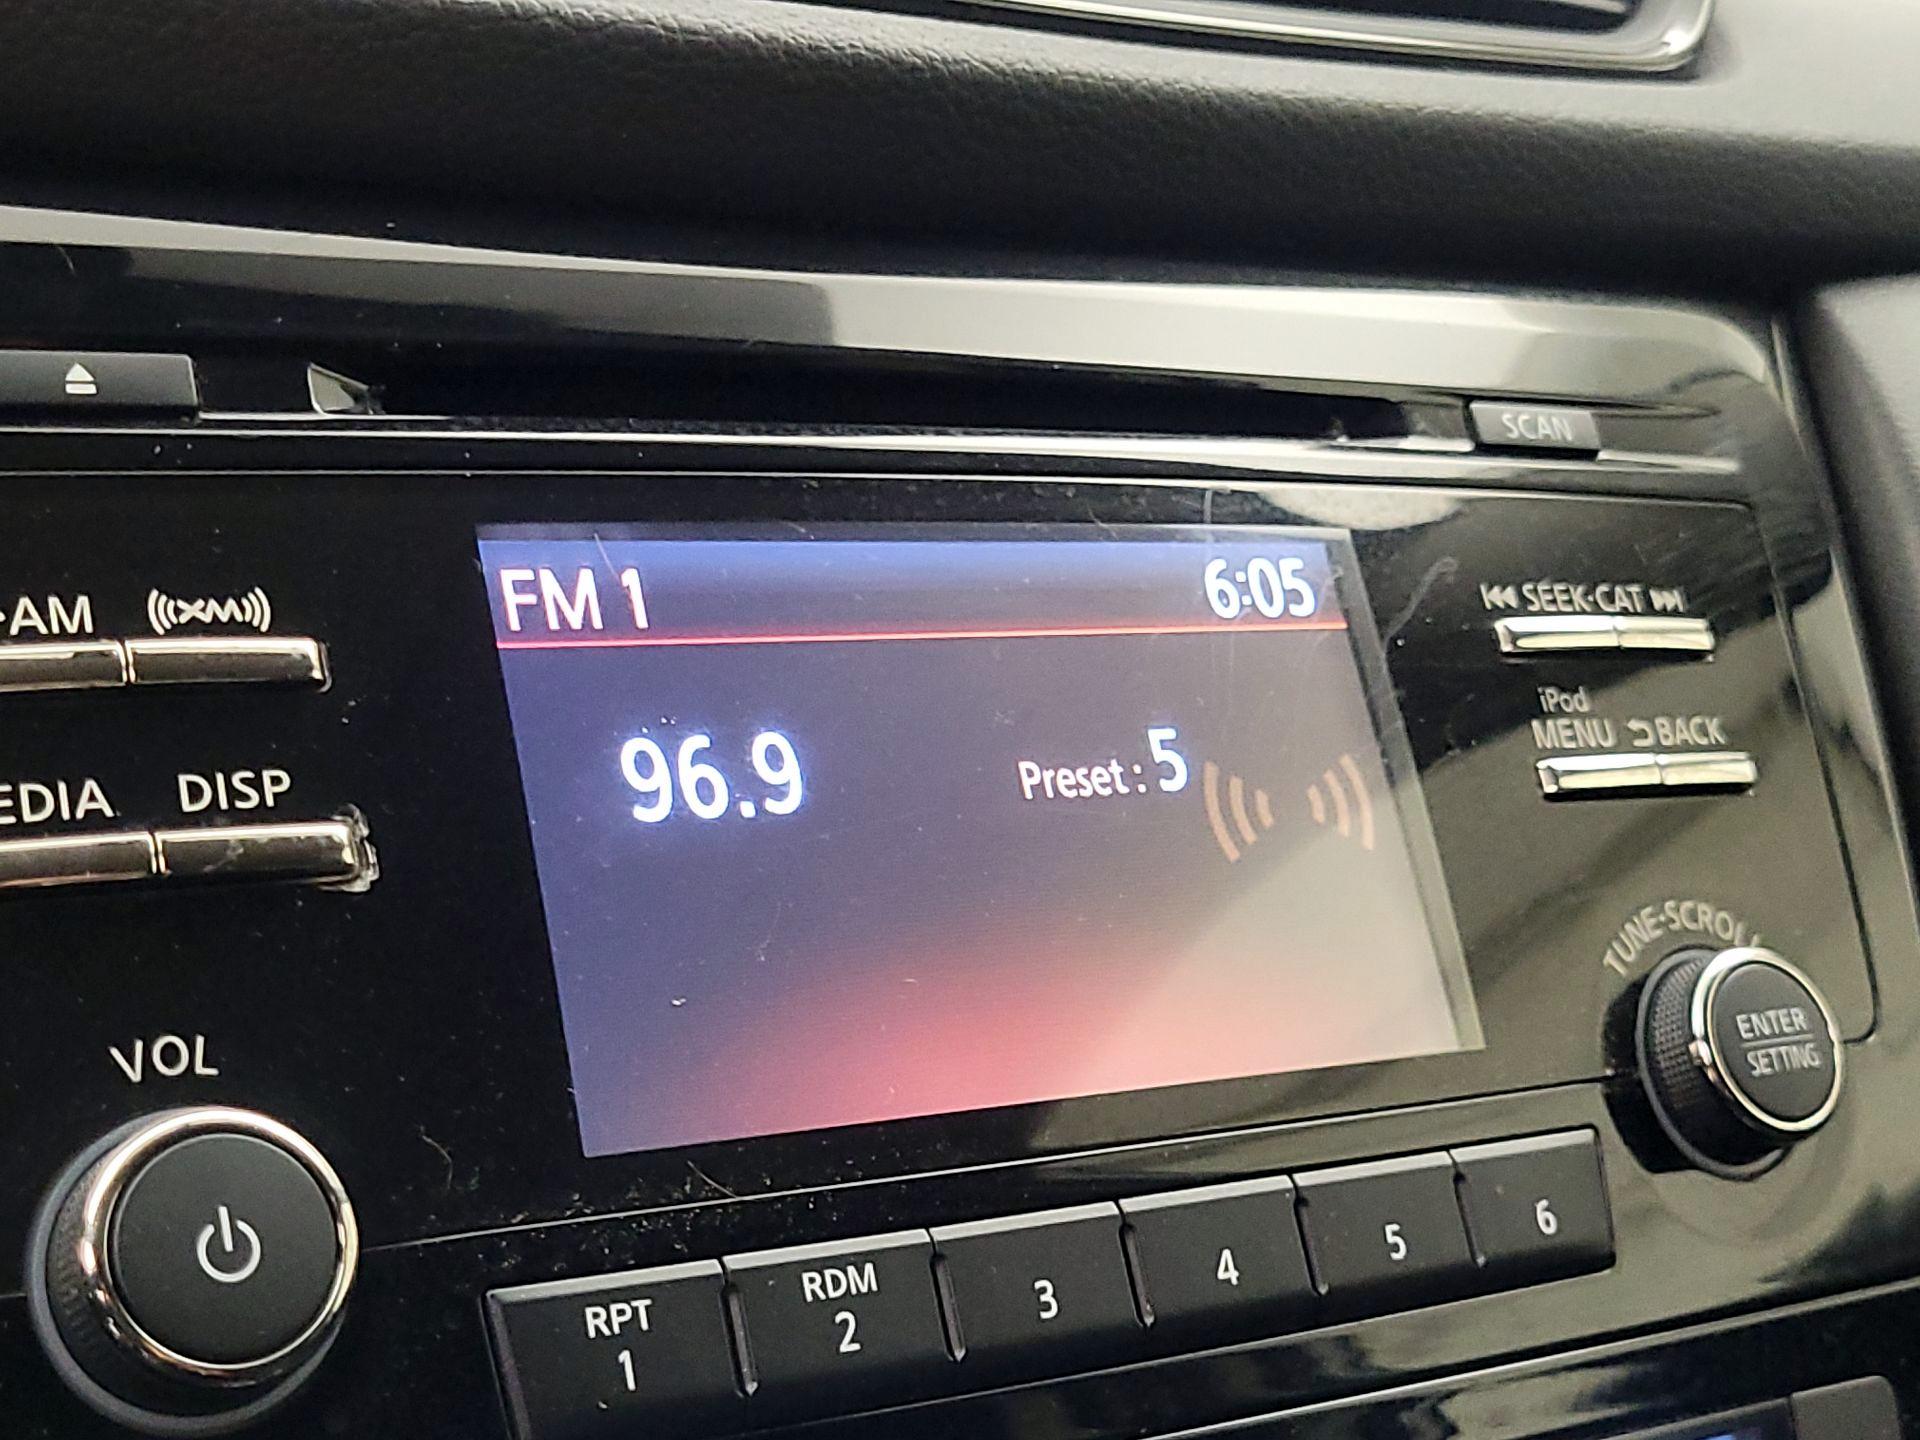 SCAN
FM 1 6:05
·AM
XM
SEEK·CAT
iPod
MENU BACK
96.9 Preset: 5
EDIA DISP
TUNE·SCROLL
ENTER
SETTING
VOL
RPT
1
RDM
2
3
4
5
6